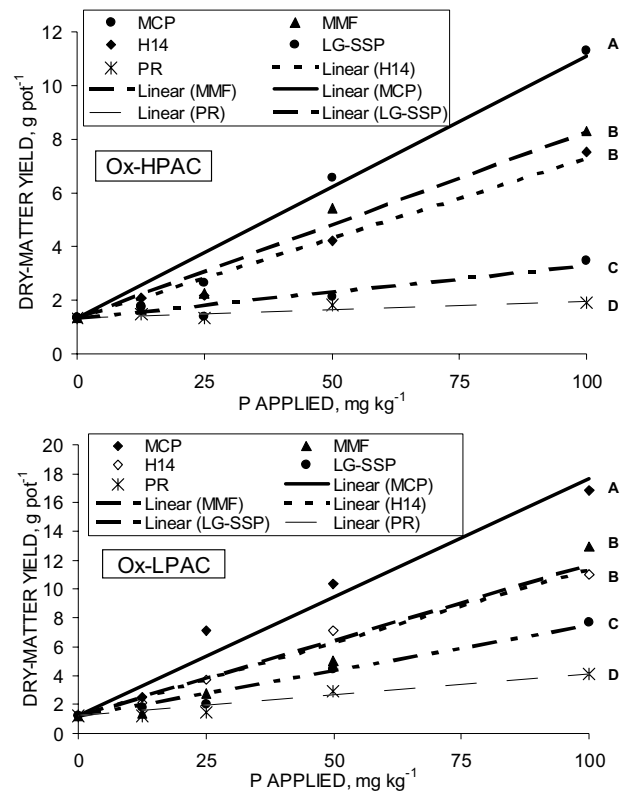 MCP MMF
H14 LG-SSP
PR Linear (H14)
Linear (MMF) Linear (MCP)
Linear (PR) Linear (LG-SSP)
Ox-HPAC
DRY-MATTER YIELD, g pot⁻¹
12
10
8
6
4
2
0
A
B
B
C
D
0 25 50 75 100
P APPLIED, mg kg⁻¹
MCP MMF
H14 LG-SSP
PR Linear (MCP)
Linear (MMF) Linear (H14)
Linear (LG-SSP) Linear (PR)
Ox-LPAC
DRY-MATTER YIELD, g pot⁻¹
20
18
16
14
12
10
8
6
4
2
0
A
B
B
C
D
0 25 50 75 100
P APPLIED, mg kg⁻¹